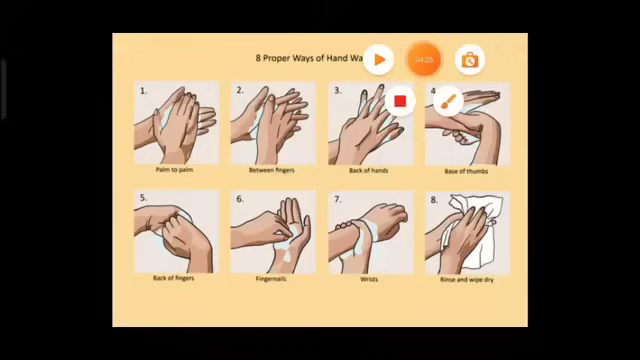 8 Proper Ways of Hand
04:06
1.
2.
3.
4
Palm to palm
Between fingers
Back of hands
Base of thumbs
5.
6.
7.
8.
Back of fingers
Fingernails
Wrists
Rinse and wipe dry